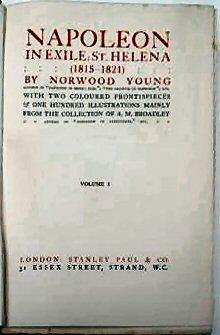 NAPOLEON
IN EXILE: ST. HELENA
(1815-1821)
BY NORWOOD YOUNG
WITH TWO COLOURED FRONTISPIECES
& ONE HUNDRED ILLUSTRATIONS MAINLY
FROM THE COLLECTION OF A. M. BROADLEY
VOLUME I
LONDON: STANLEY PAUL & CO.
31 ESSEX STREET, STRAND, W.C.